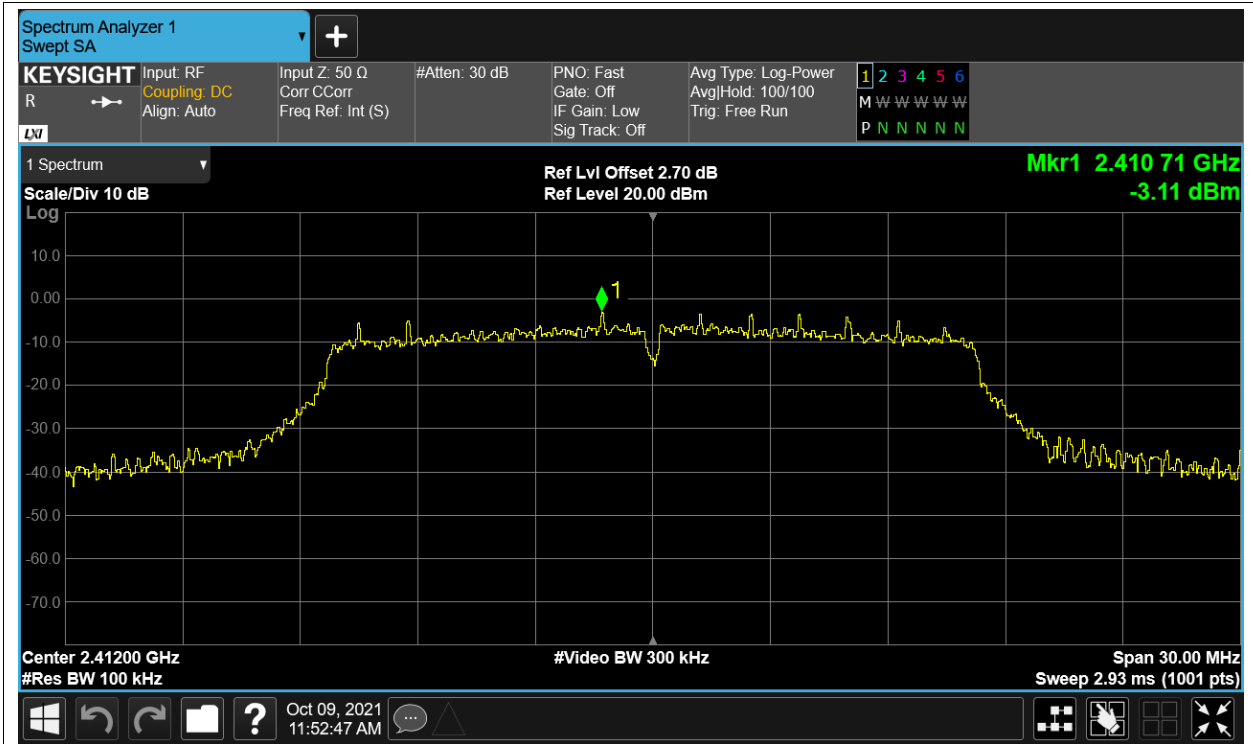 Spectrum Analyzer 1
Swept SA
KEYSIGHT
R
LXI
Input: RF
Coupling: DC
Align: Auto
Input Z: 50 Ω
Corr CCorr
Freq Ref: Int (S)
#Atten: 30 dB
PNO: Fast
Gate: Off
IF Gain: Low
Sig Track: Off
Avg Type: Log-Power
Avg|Hold: 100/100
Trig: Free Run
1 2 3 4 5 6
M W W W W W
P N N N N N
1 Spectrum
Scale/Div 10 dB
Ref Lvl Offset 2.70 dB
Ref Level 20.00 dBm
Mkr1 2.410 71 GHz
-3.11 dBm
Log
10.0
0.00
-10.0
-20.0
-30.0
-40.0
-50.0
-60.0
-70.0
1
Center 2.41200 GHz
#Res BW 100 kHz
#Video BW 300 kHz
Span 30.00 MHz
Sweep 2.93 ms (1001 pts)
?
Oct 09, 2021
11:52:47 AM